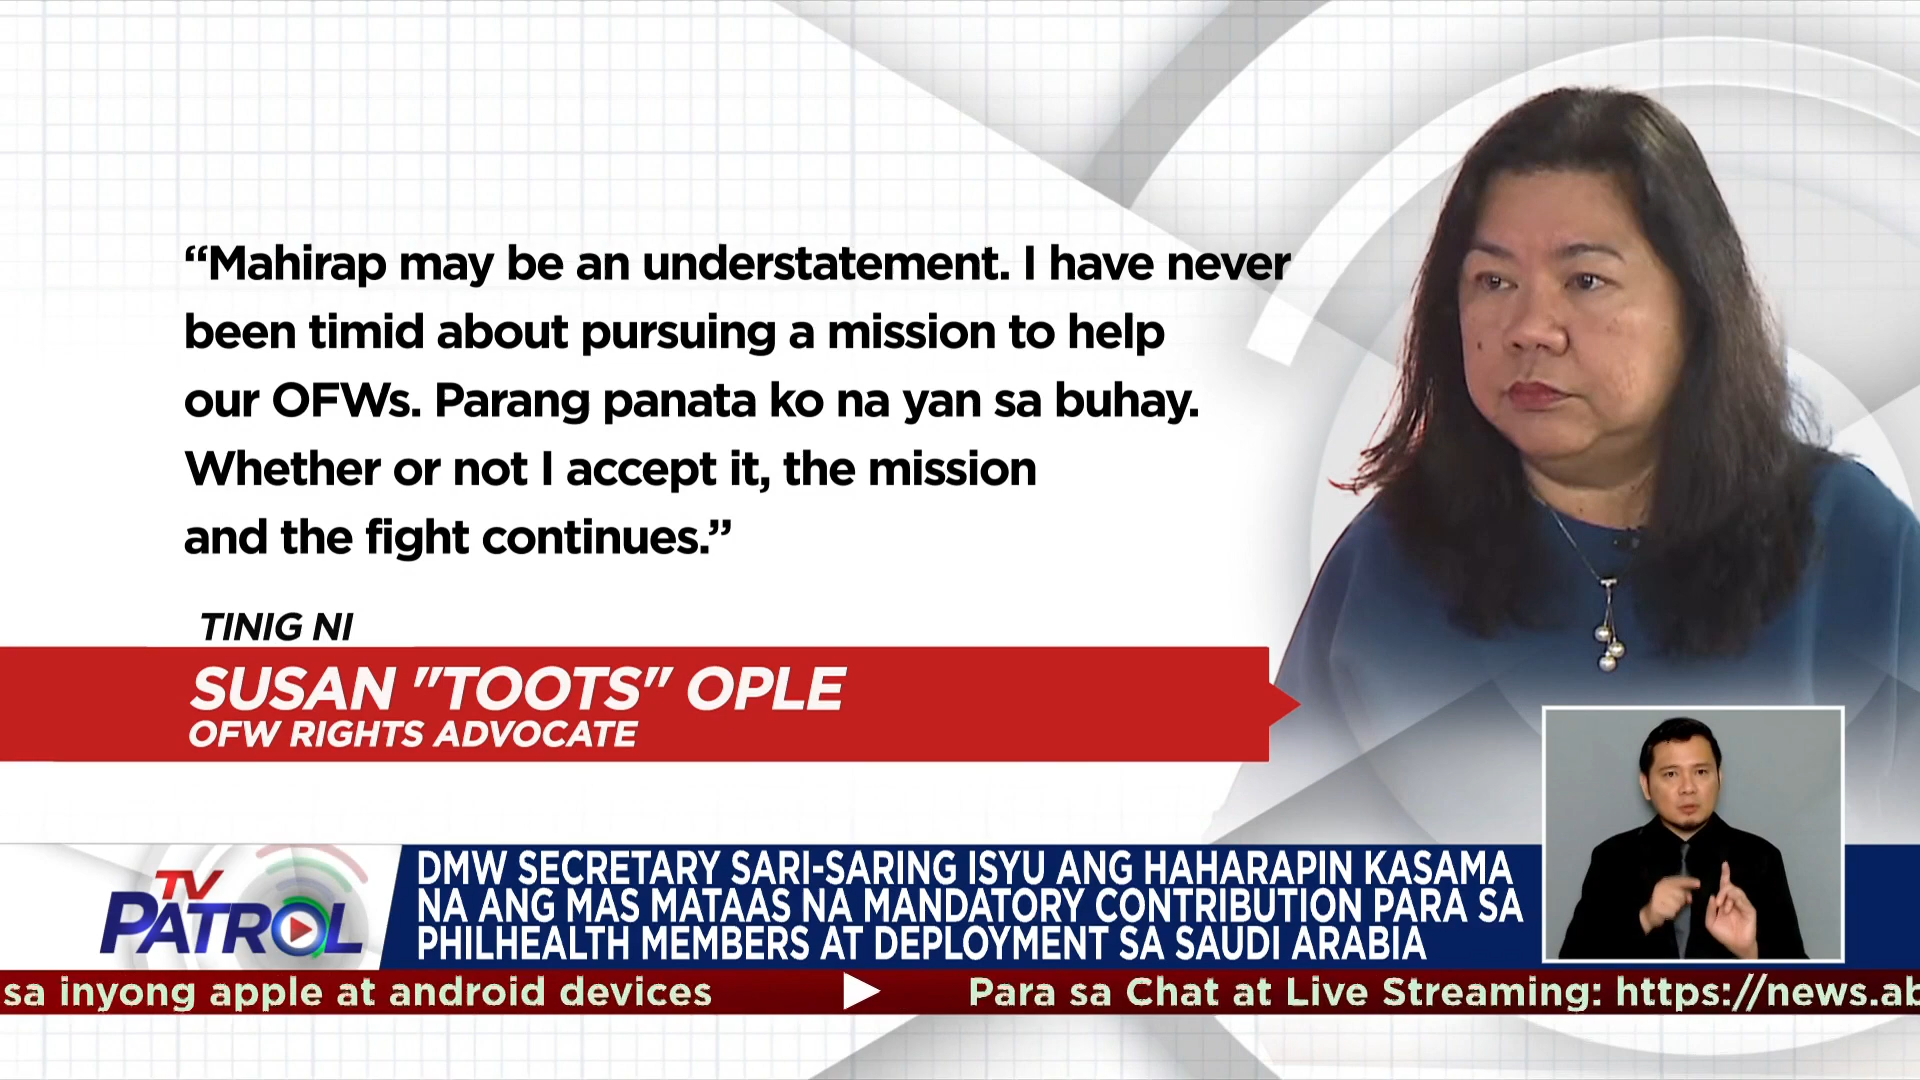 “Mahirap may be an understatement. I have never
been timid about pursuing a mission to help
our OFWs. Parang panata ko na yan sa buhay.
Whether or not I accept it, the mission
and the fight continues.”
TINIG NI
SUSAN "TOOTS" OPLE
OFW RIGHTS ADVOCATE
TV
PATROL
DMW SECRETARY SARI-SARING ISYU ANG HAHARAPIN KASAMA
NA ANG MAS MATAAS NA MANDATORY CONTRIBUTION PARA SA
PHILHEALTH MEMBERS AT DEPLOYMENT SA SAUDI ARABIA
sa inyong apple at android devices Para sa Chat at Live Streaming: https://news.ab